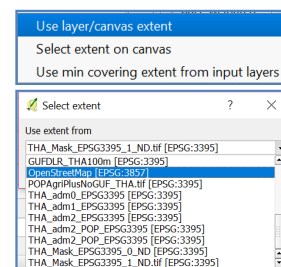 Use layer/canvas extent
Select extent on canvas
Use min covering extent from input layers
Select extent ? ×
Use extent from
THA_Mask_EPSG3395_1_ND.tif [EPSG:3395]
GUFDLR_THA100m [EPSG:3395]
OpenStreetMap [EPSG:3857]
POPAgriPlusNoGUF_THA.tif [EPSG:3395]
THA_adm0_EPSG3395 [EPSG:3395]
THA_adm1_EPSG3395 [EPSG:3395]
THA_adm2_EPSG3395 [EPSG:3395]
THA_adm2_POP_EPSG3395 [EPSG:3395]
THA_adm2_POP_EPSG3395 [EPSG:3395]
THA_Mask_EPSG3395_0_ND [EPSG:3395]
THA_Mask_EPSG3395_1_ND.tif [EPSG:3395]